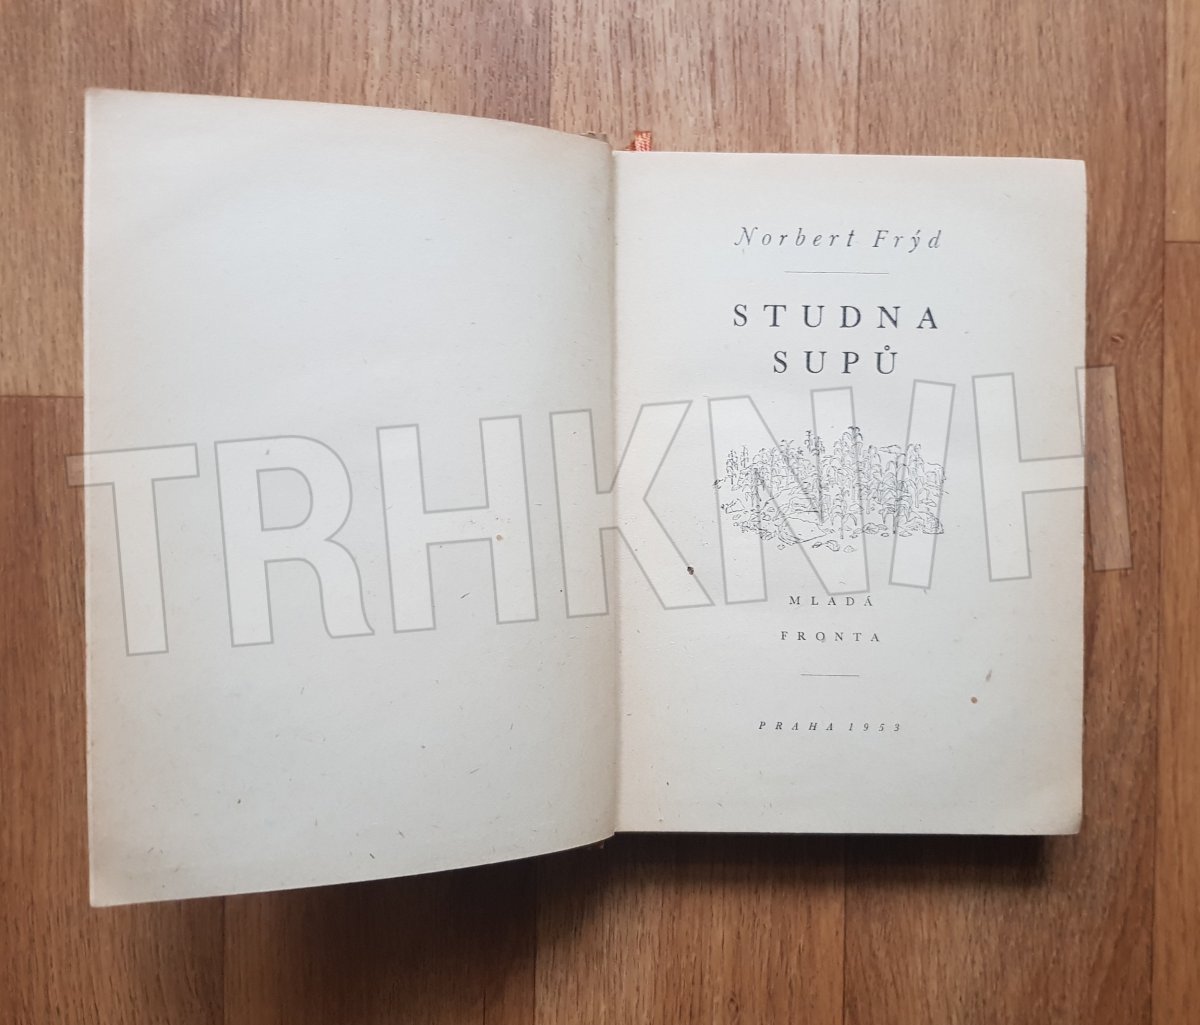 Norbert Frýd
STUDNA
SUPŮ
TRHKNIH
MLADÁ
FRONTA
PRAHA 1953